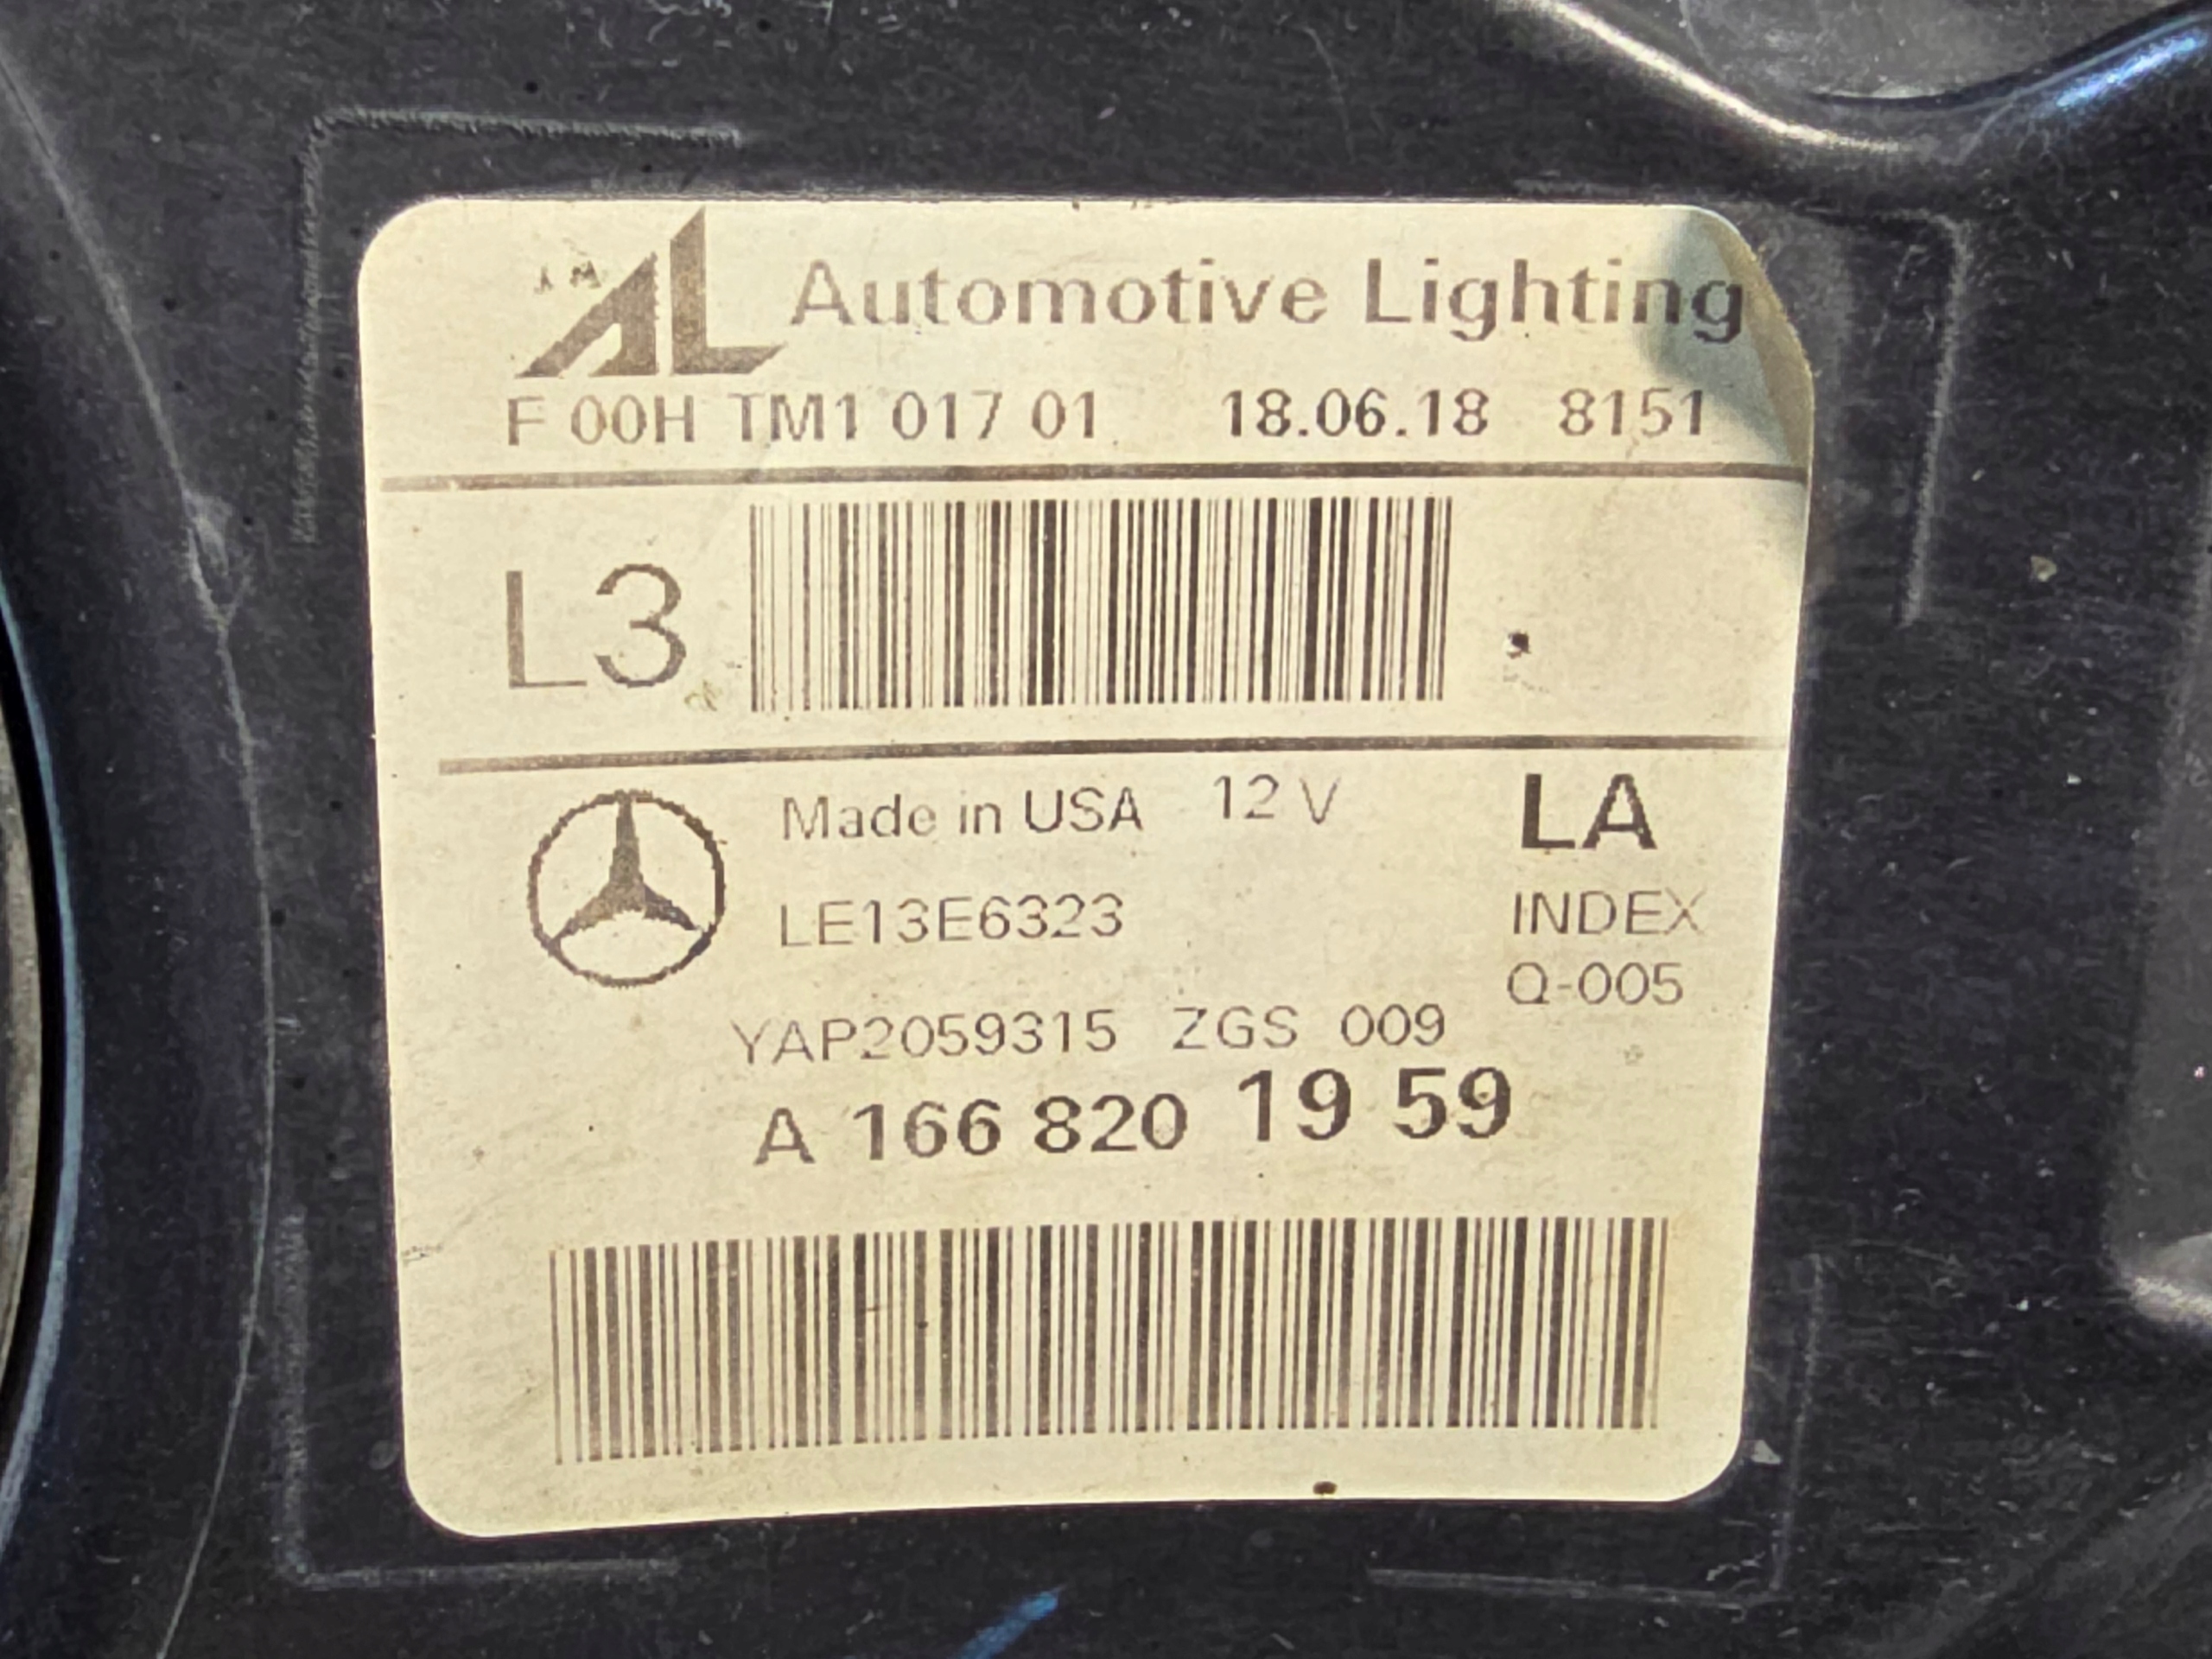 AL Automotive Lighting
F 00H TM1 017 01 18.06.18 8151
L3
Made in USA 12 V LA
LE13E6323 INDEX
Q-005
YAP2059315 ZGS 009
A 166 820 19 59